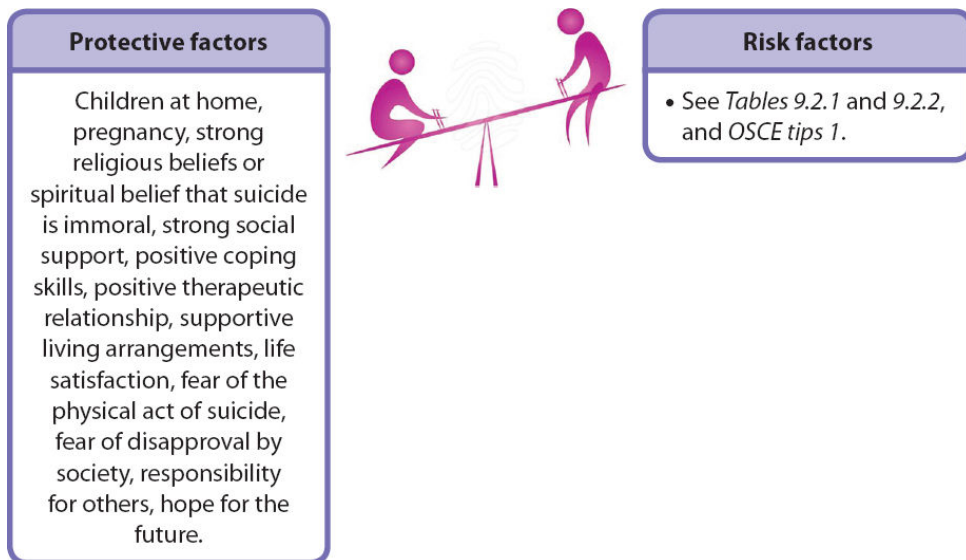 Protective factors
Children at home,
pregnancy, strong
religious beliefs or
spiritual belief that suicide
is immoral, strong social
support, positive coping
skills, positive therapeutic
relationship, supportive
living arrangements, life
satisfaction, fear of the
physical act of suicide,
fear of disapproval by
society, responsibility
for others, hope for the
future.
Risk factors
• See Tables 9.2.1 and 9.2.2,
and OSCE tips 1.